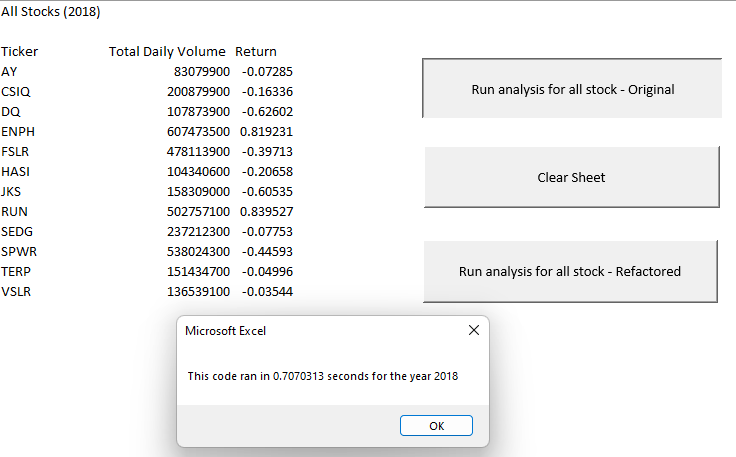 All Stocks (2018)
Ticker Total Daily Volume Return
AY 83079900 -0.07285
CSIQ 200879900 -0.16336
DQ 107873900 -0.62602
ENPH 607473500 0.819231
FSLR 478113900 -0.39713
HASI 104340600 -0.20658
JKS 158309000 -0.60535
RUN 502757100 0.839527
SEDG 237212300 -0.07753
SPWR 538024300 -0.44593
TERP 151434700 -0.04996
VSLR 136539100 -0.03544
Run analysis for all stock - Original
Clear Sheet
Run analysis for all stock - Refactored
Microsoft Excel
This code ran in 0.7070313 seconds for the year 2018
OK